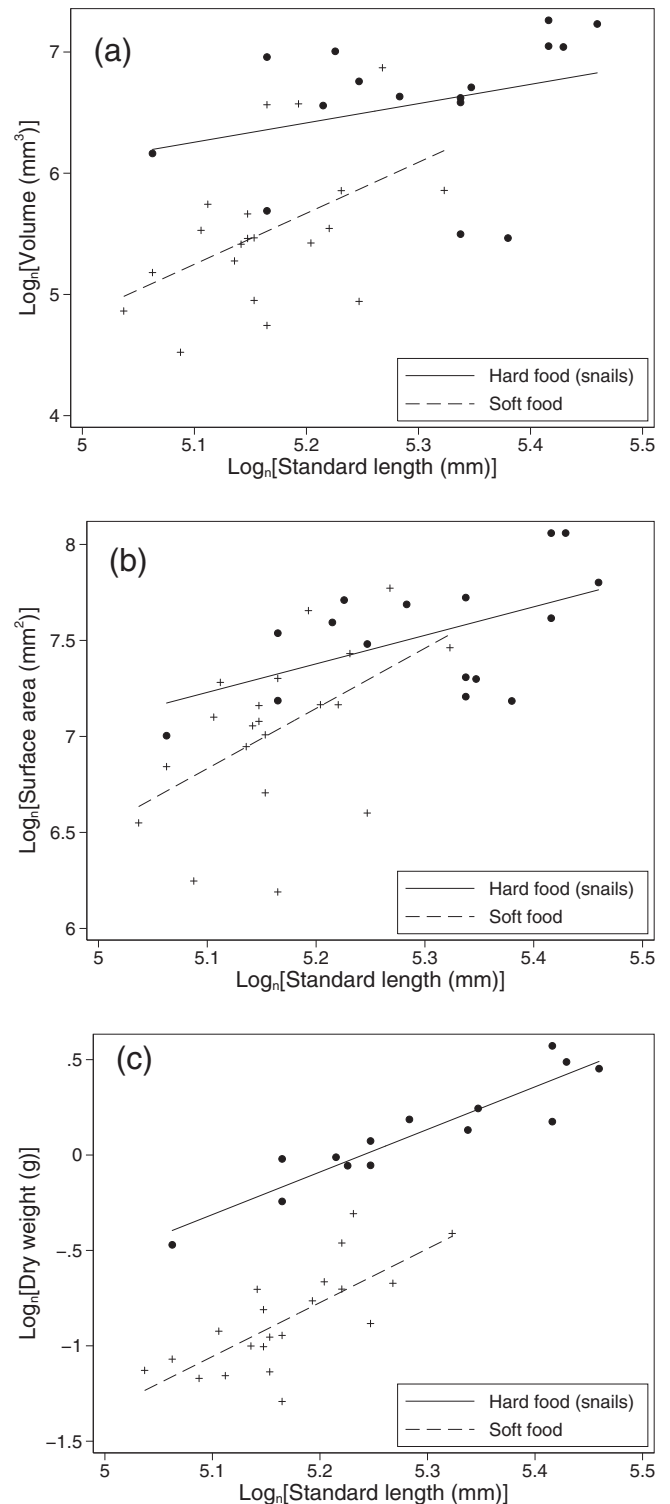 (a)
Logₙ[Volume (mm³)]
7
6
5
4
5 5.1 5.2 5.3 5.4 5.5
Logₙ[Standard length (mm)]
Hard food (snails)
Soft food
(b)
Logₙ[Surface area (mm²)]
8
7.5
7
6.5
6
5 5.1 5.2 5.3 5.4 5.5
Logₙ[Standard length (mm)]
Hard food (snails)
Soft food
(c)
Logₙ[Dry weight (g)]
.5
0
−.5
−1
−1.5
5 5.1 5.2 5.3 5.4 5.5
Logₙ[Standard length (mm)]
Hard food (snails)
Soft food